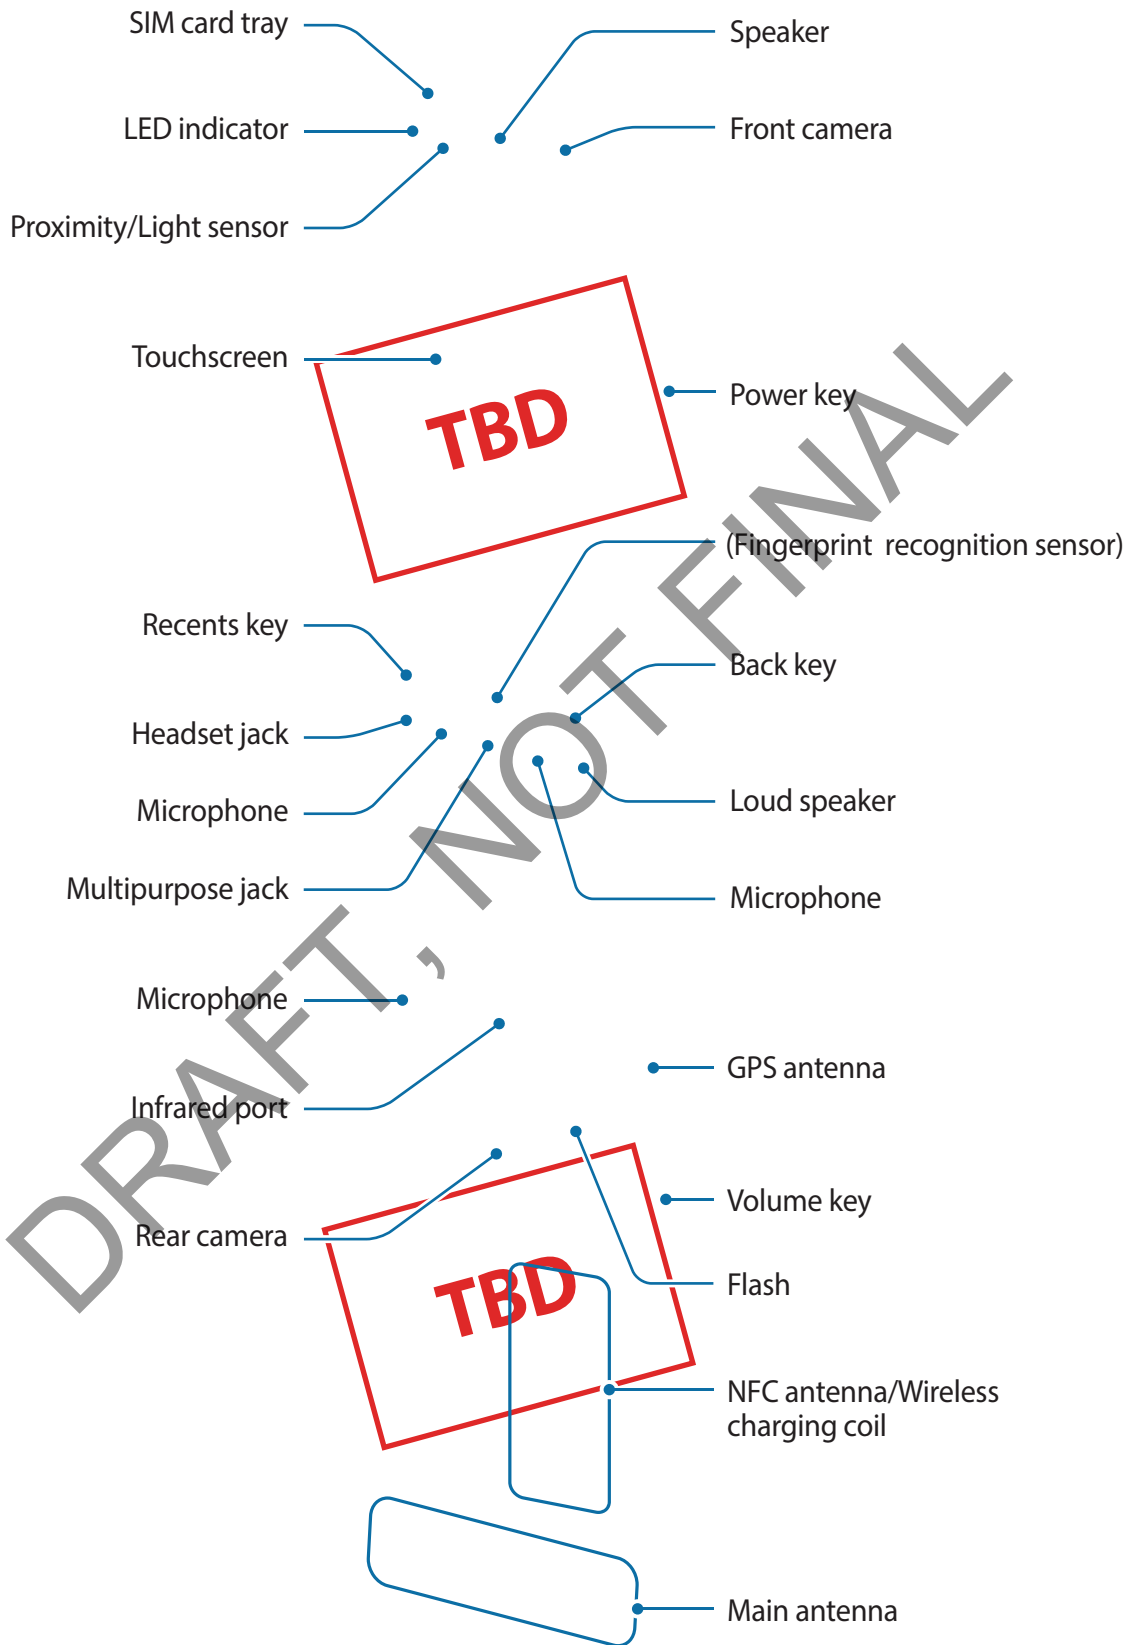 SIM card tray
Speaker
LED indicator
Front camera
Proximity/Light sensor
Touchscreen
Power key
TBD
(Fingerprint recognition sensor)
Recents key
Back key
Headset jack
Microphone
Loud speaker
Multipurpose jack
Microphone
Microphone
GPS antenna
Infrared port
Volume key
Rear camera
Flash
TBD
NFC antenna/Wireless
charging coil
Main antenna
DRAFT, NOT FINAL